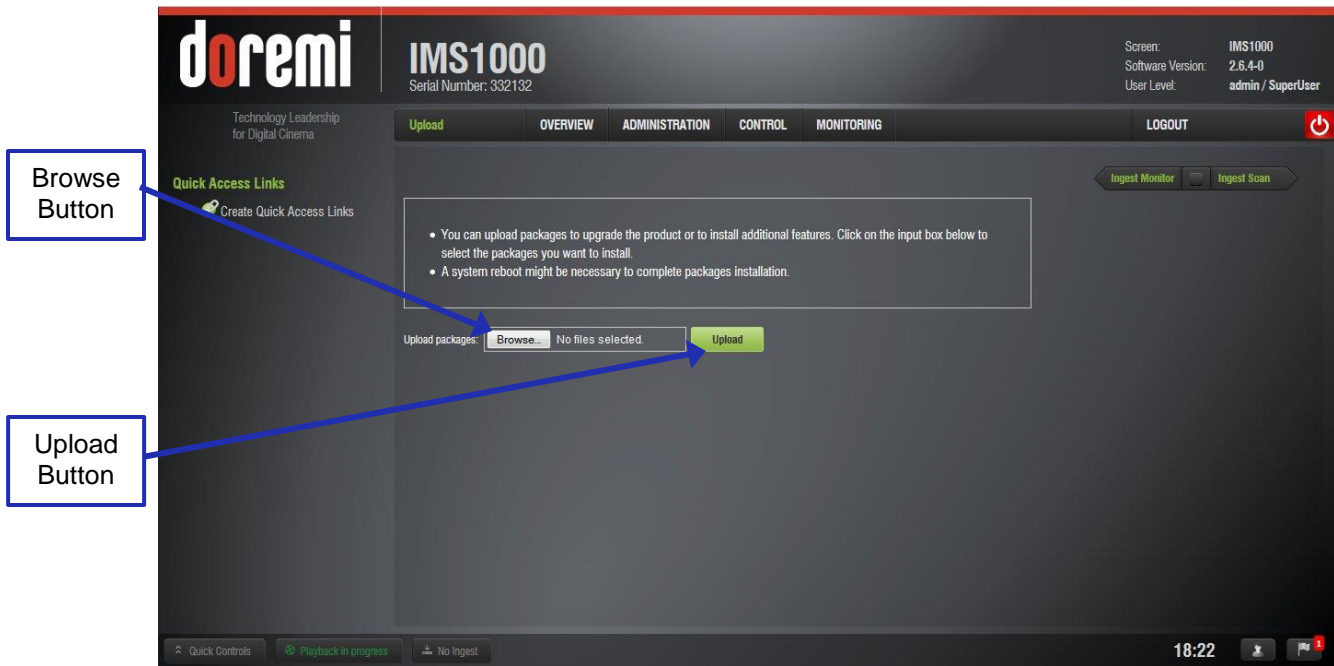 doremi
IMS1000
Serial Number: 332132
Screen: IMS1000
Software Version: 2.6.4-0
User Level: admin / SuperUser
Technology Leadership
for Digital Cinema
Upload OVERVIEW ADMINISTRATION CONTROL MONITORING LOGOUT
Browse
Button
Quick Access Links
Create Quick Access Links
Ingest Monitor Ingest Scan
• You can upload packages to upgrade the product or to install additional features. Click on the input box below to
select the packages you want to install.
• A system reboot might be necessary to complete packages installation.
Upload packages: Browse... No files selected. Upload
Upload
Button
Quick Controls Playback in progress No Ingest 18:22 1